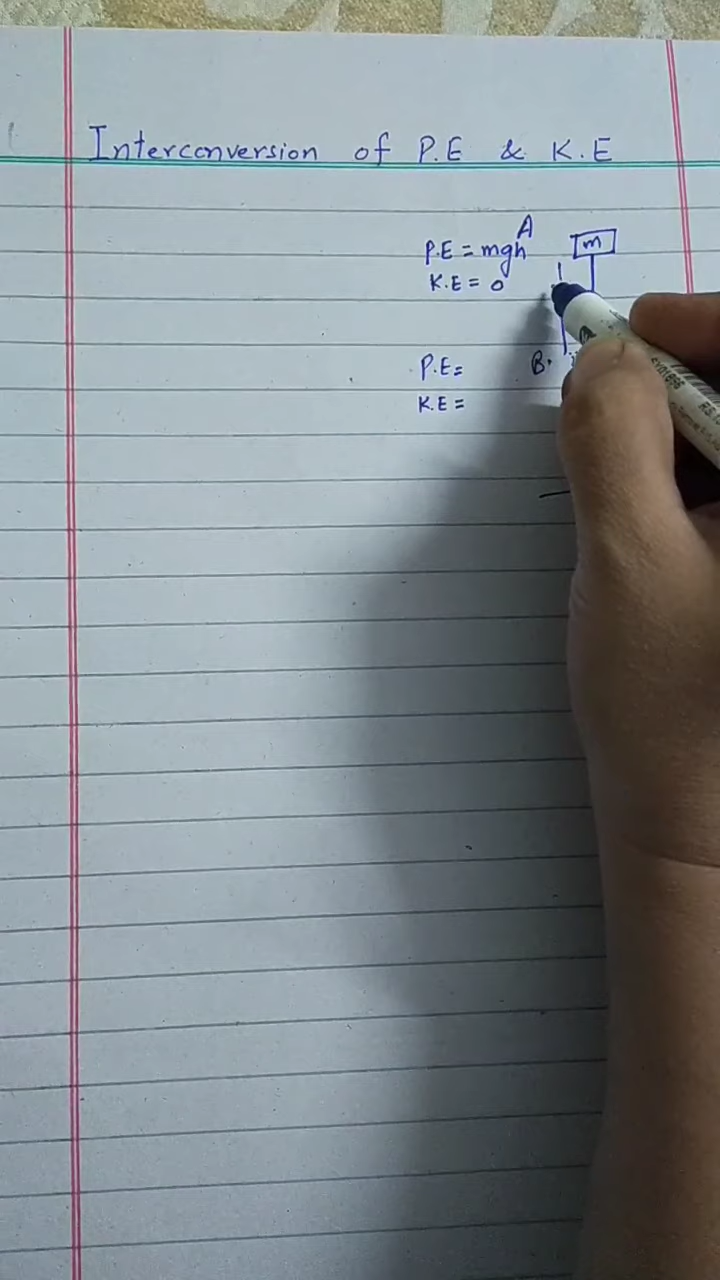 Interconversion of P.E & K.E
A
P.E = mgh
m
K.E = 0
P.E =
B.
K.E =